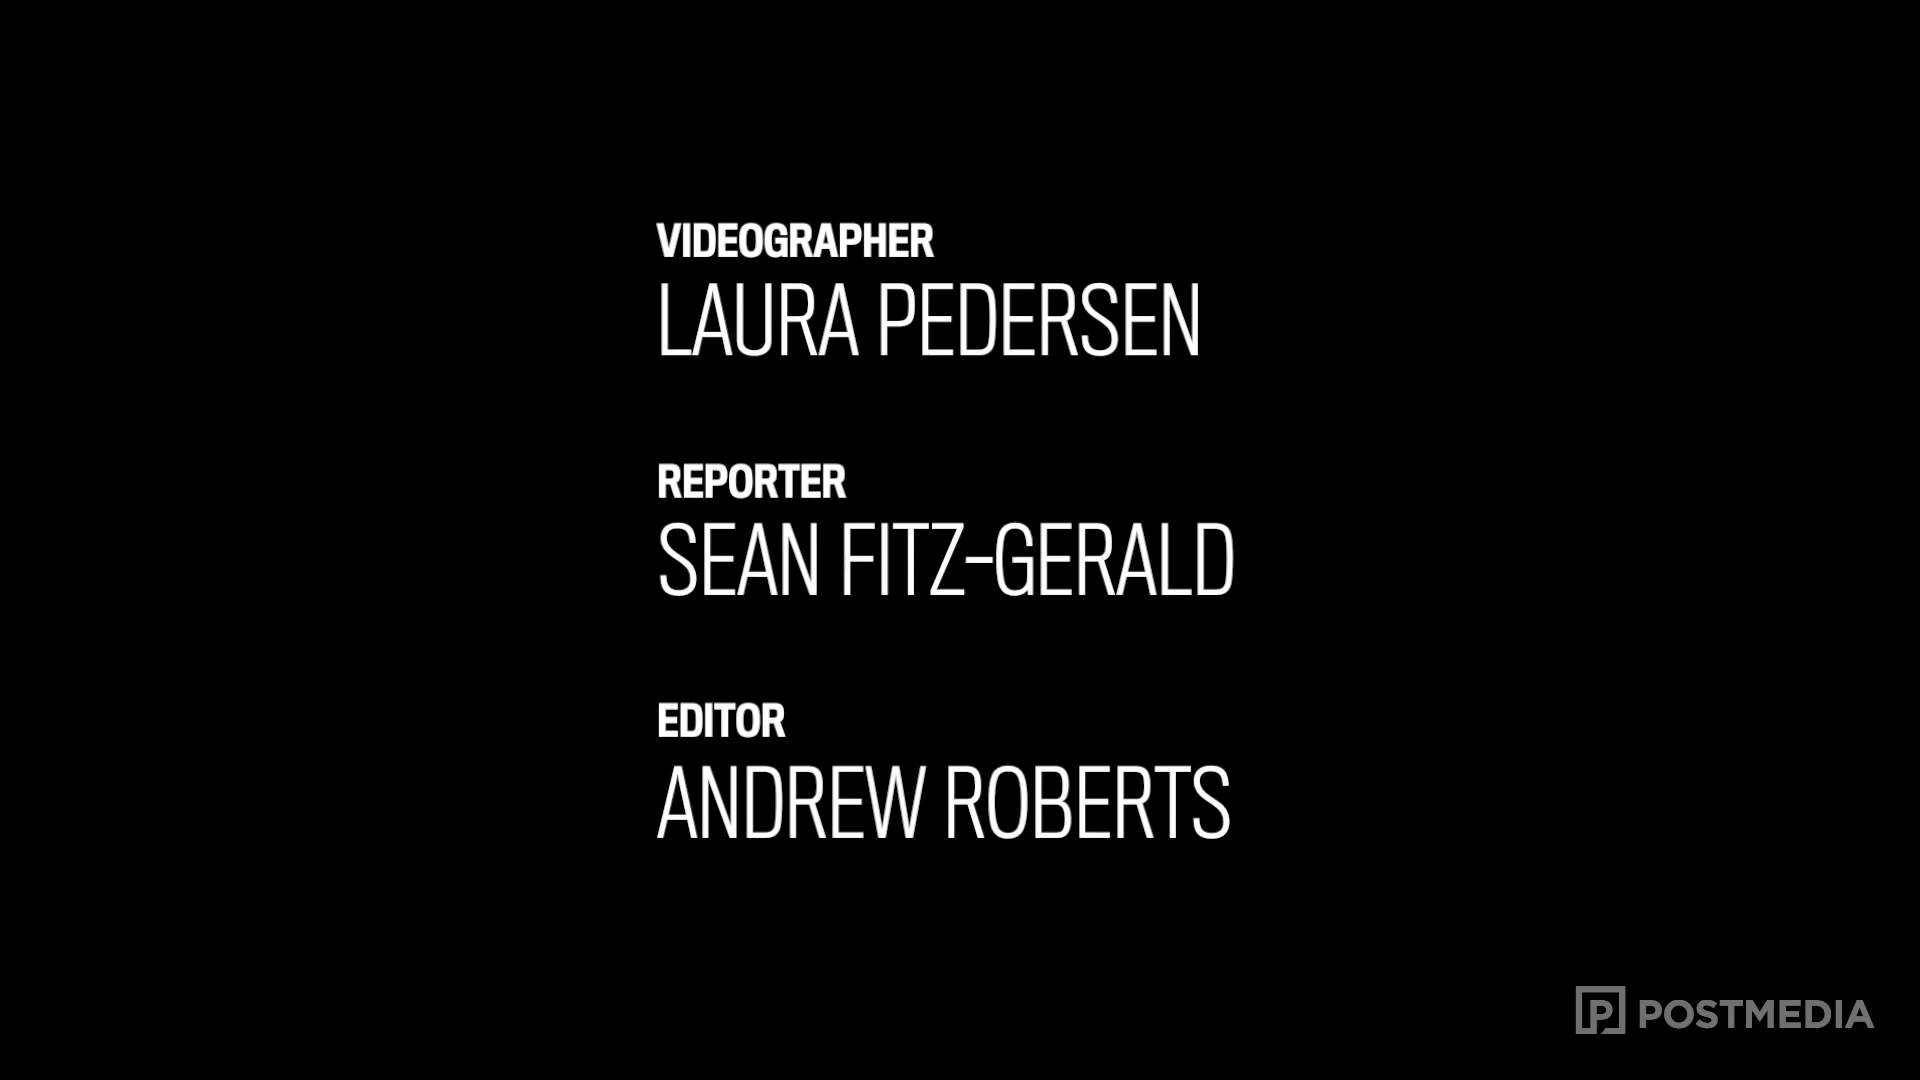 VIDEOGRAPHER
LAURA PEDERSEN
REPORTER
SEAN FITZ-GERALD
EDITOR
ANDREW ROBERTS
P POSTMEDIA